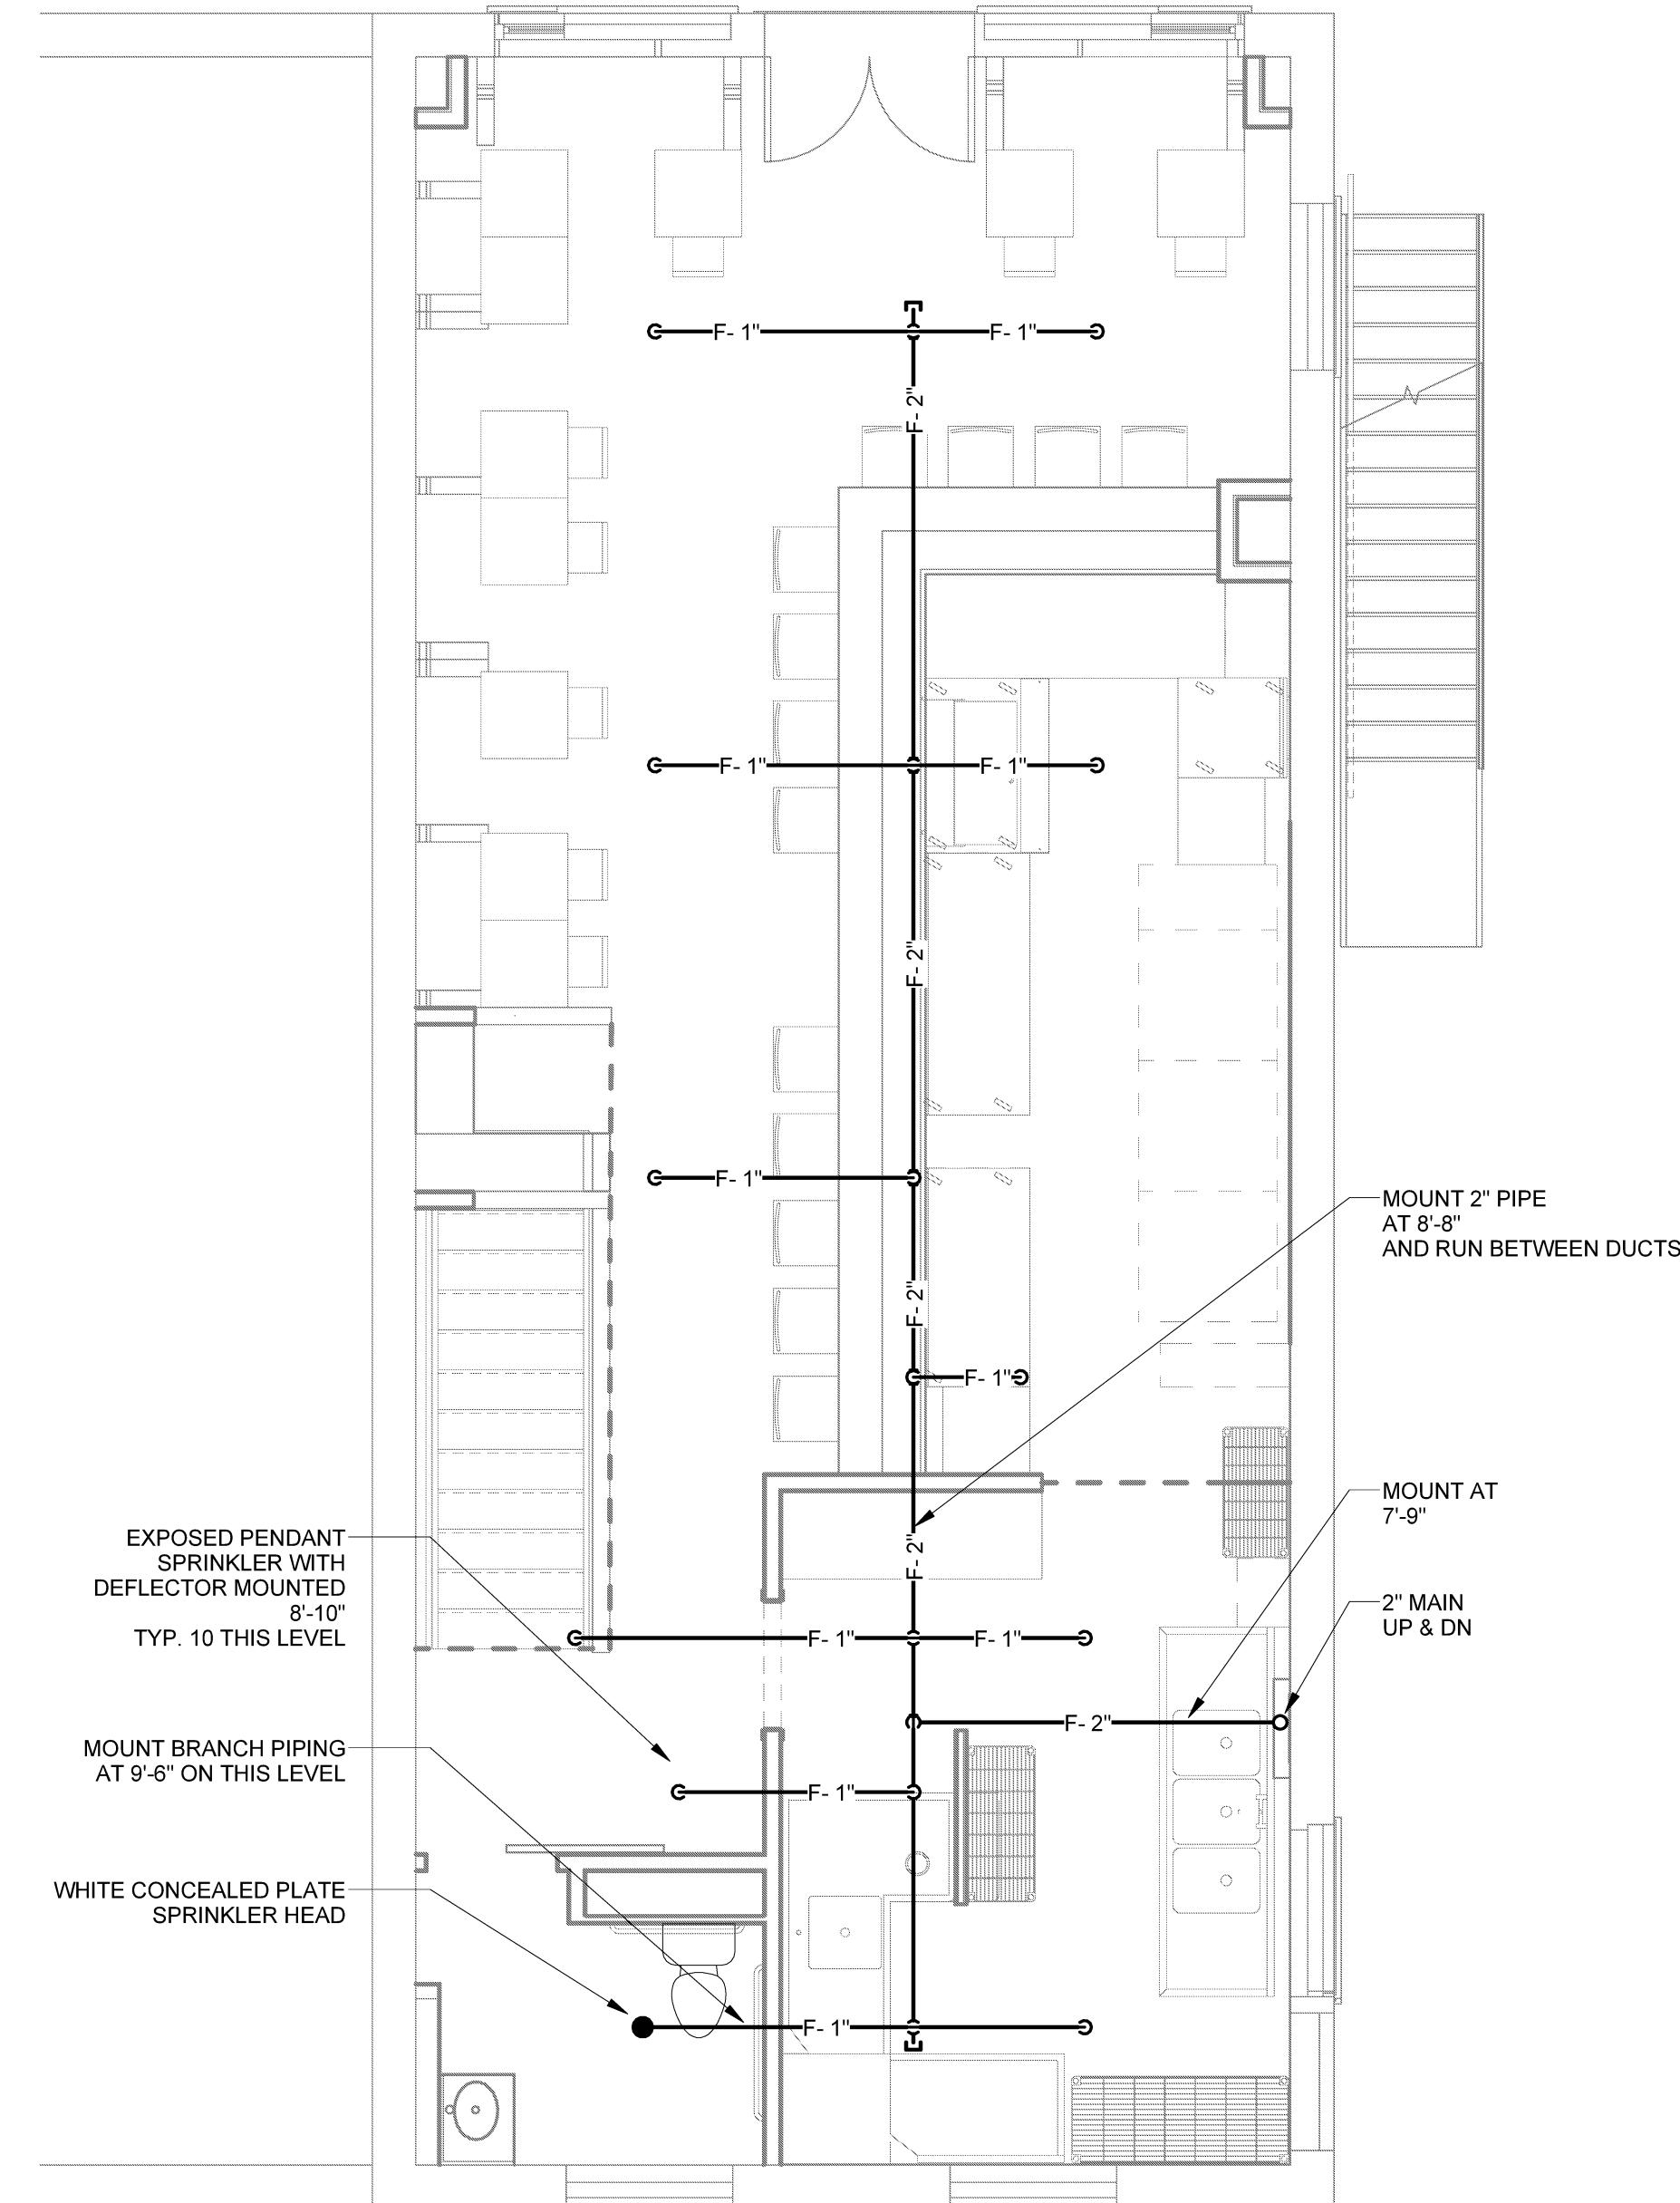 F- 1"
F- 1"
F- 2"
F- 1"
F- 1"
F- 2"
F- 1"
MOUNT 2" PIPE
AT 8'-8"
AND RUN BETWEEN DUCTS
F- 2"
F- 1"
MOUNT AT
7'-9"
EXPOSED PENDANT
SPRINKLER WITH
DEFLECTOR MOUNTED
8'-10"
TYP. 10 THIS LEVEL
F- 2"
2" MAIN
UP & DN
F- 1"
F- 1"
F- 2"
MOUNT BRANCH PIPING
AT 9'-6" ON THIS LEVEL
F- 1"
WHITE CONCEALED PLATE
SPRINKLER HEAD
F- 1"